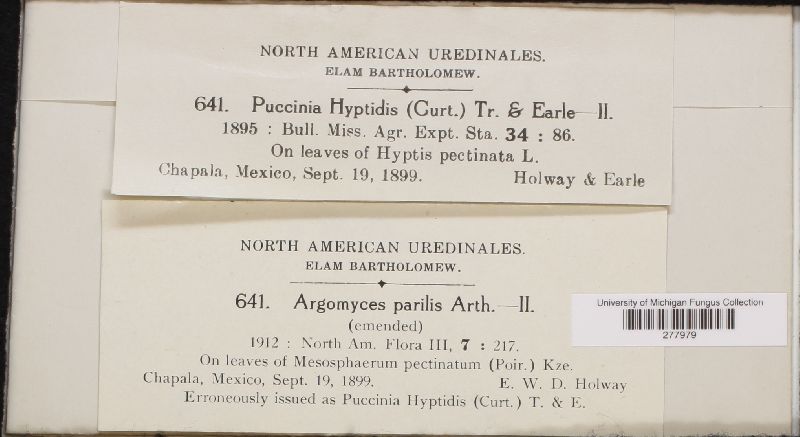 NORTH AMERICAN UREDINALES.
ELAM BARTHOLOMEW.
641. Puccinia Hyptidis (Curt.) Tr. & Earle—II.
1895 : Bull. Miss. Agr. Expt. Sta. 34 : 86.
On leaves of Hyptis pectinata L.
Chapala, Mexico, Sept. 19, 1899. Holway & Earle
NORTH AMERICAN UREDINALES.
ELAM BARTHOLOMEW.
641. Argomyces parilis Arth.—II.
(emended)
1912 : North Am. Flora III, 7 : 217.
On leaves of Mesosphaerum pectinatum (Poir.) Kze.
Chapala, Mexico, Sept. 19, 1899. E. W. D. Holway
Erroneously issued as Puccinia Hyptidis (Curt.) T. & E.
University of Michigan Fungus Collection
277979